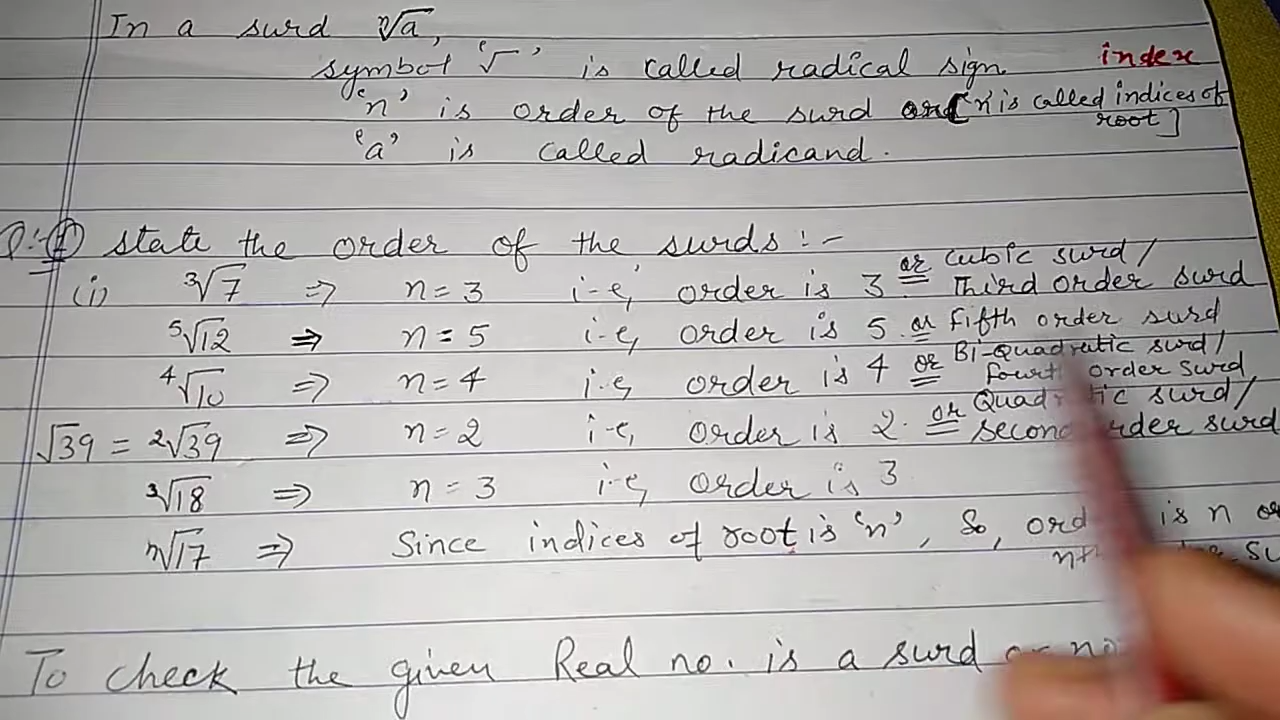 In a surd ⁿ√a,
symbol '√‾' is called radical sign. index
'n' is order of the surd or ['n' is called indices of root]
'a' is called radicand.
Q:-① state the order of the surds :-
(i) ³√7 ⇒ n = 3 i-e, order is 3. or cubic surd / Third order surd
⁵√12 ⇒ n = 5 i-e, order is 5 or fifth order surd
⁴√10 ⇒ n = 4 i-e, order is 4 or Bi-Quadratic surd / fourth order surd
√39 = ²√39 ⇒ n = 2 i-e, order is 2. or Quadratic surd / second order surd
³√18 ⇒ n = 3 i-e, order is 3
ⁿ√17 ⇒ Since indices of root is 'n', So, is n or
To check the given Real no. is a surd or